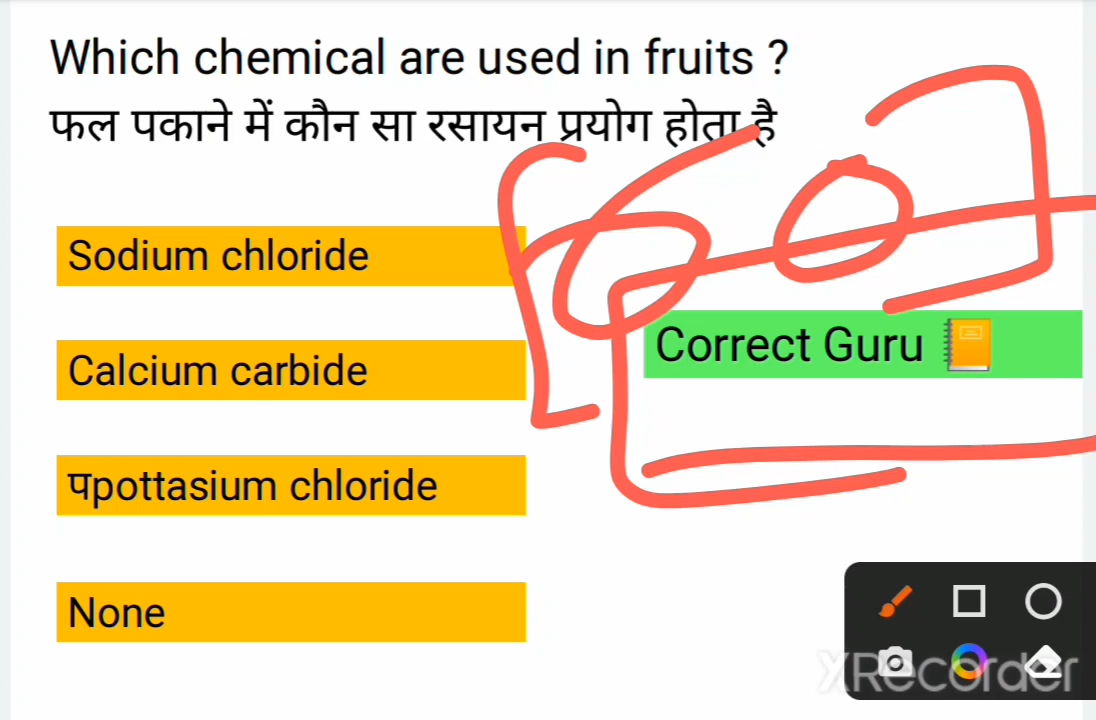 Which chemical are used in fruits ?
फल पकाने में कौन सा रसायन प्रयोग होता है
Sodium chloride
Calcium carbide
Correct Guru
पpottasium chloride
None
XRecorder